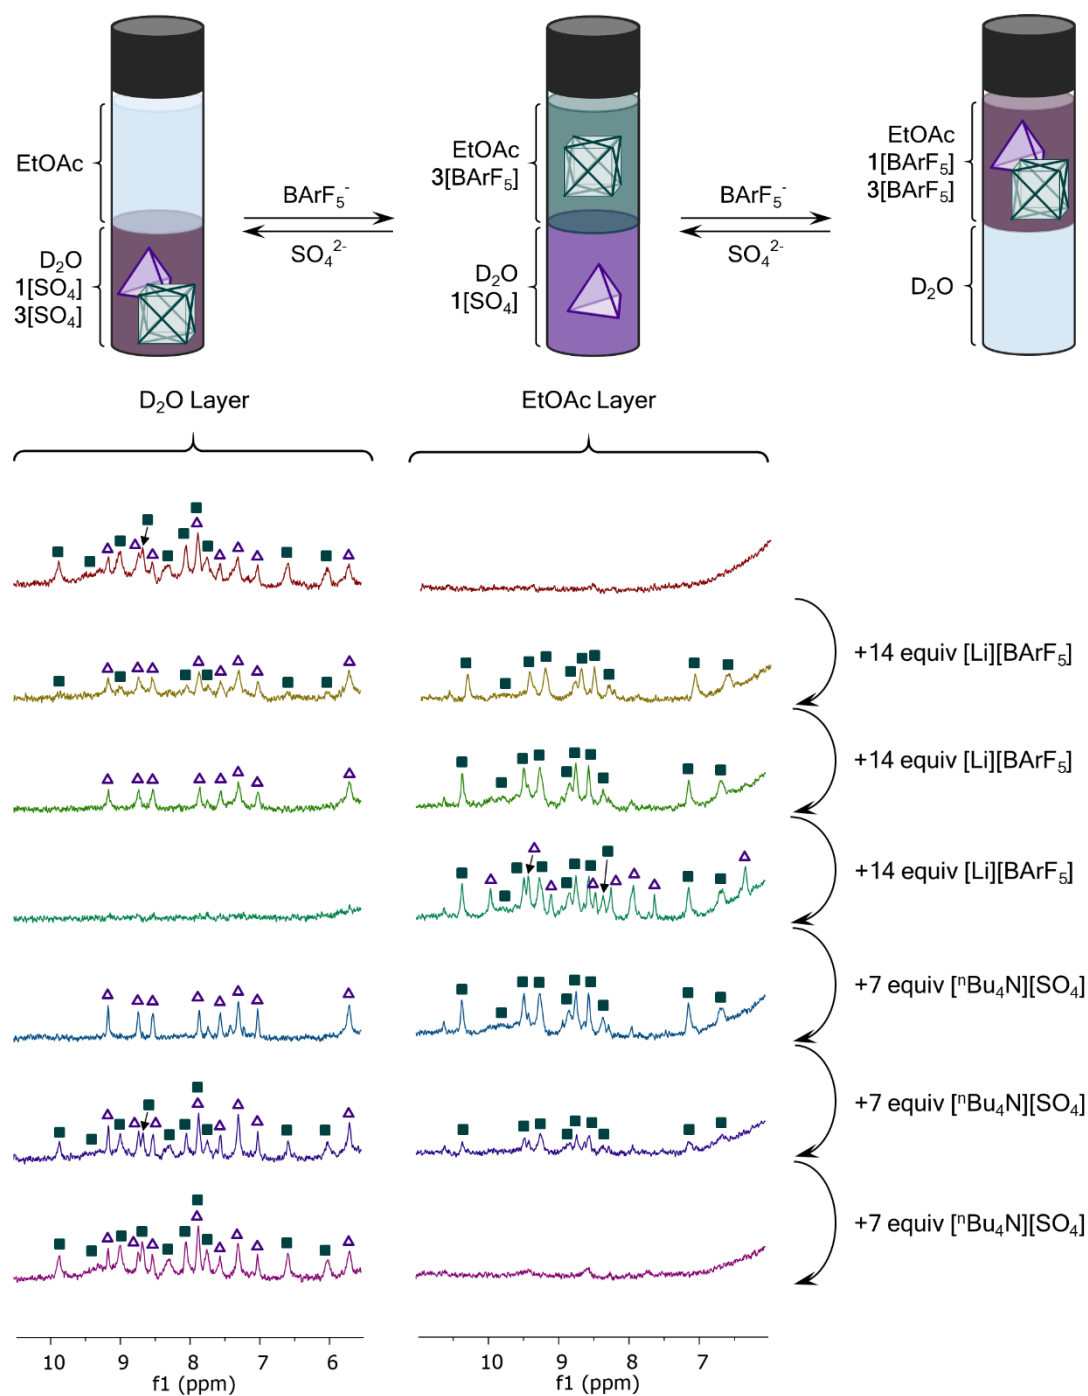 EtOAc
D₂O
1[SO₄]
3[SO₄]
BArF₅⁻
SO₄²⁻
EtOAc
3[BArF₅]
D₂O
1[SO₄]
BArF₅⁻
SO₄²⁻
EtOAc
1[BArF₅]
3[BArF₅]
D₂O
D₂O Layer
EtOAc Layer
+14 equiv [Li][BArF₅]
+14 equiv [Li][BArF₅]
+14 equiv [Li][BArF₅]
+7 equiv [ⁿBu₄N][SO₄]
+7 equiv [ⁿBu₄N][SO₄]
+7 equiv [ⁿBu₄N][SO₄]
10 9 8 7 6
f1 (ppm)
10 9 8 7
f1 (ppm)